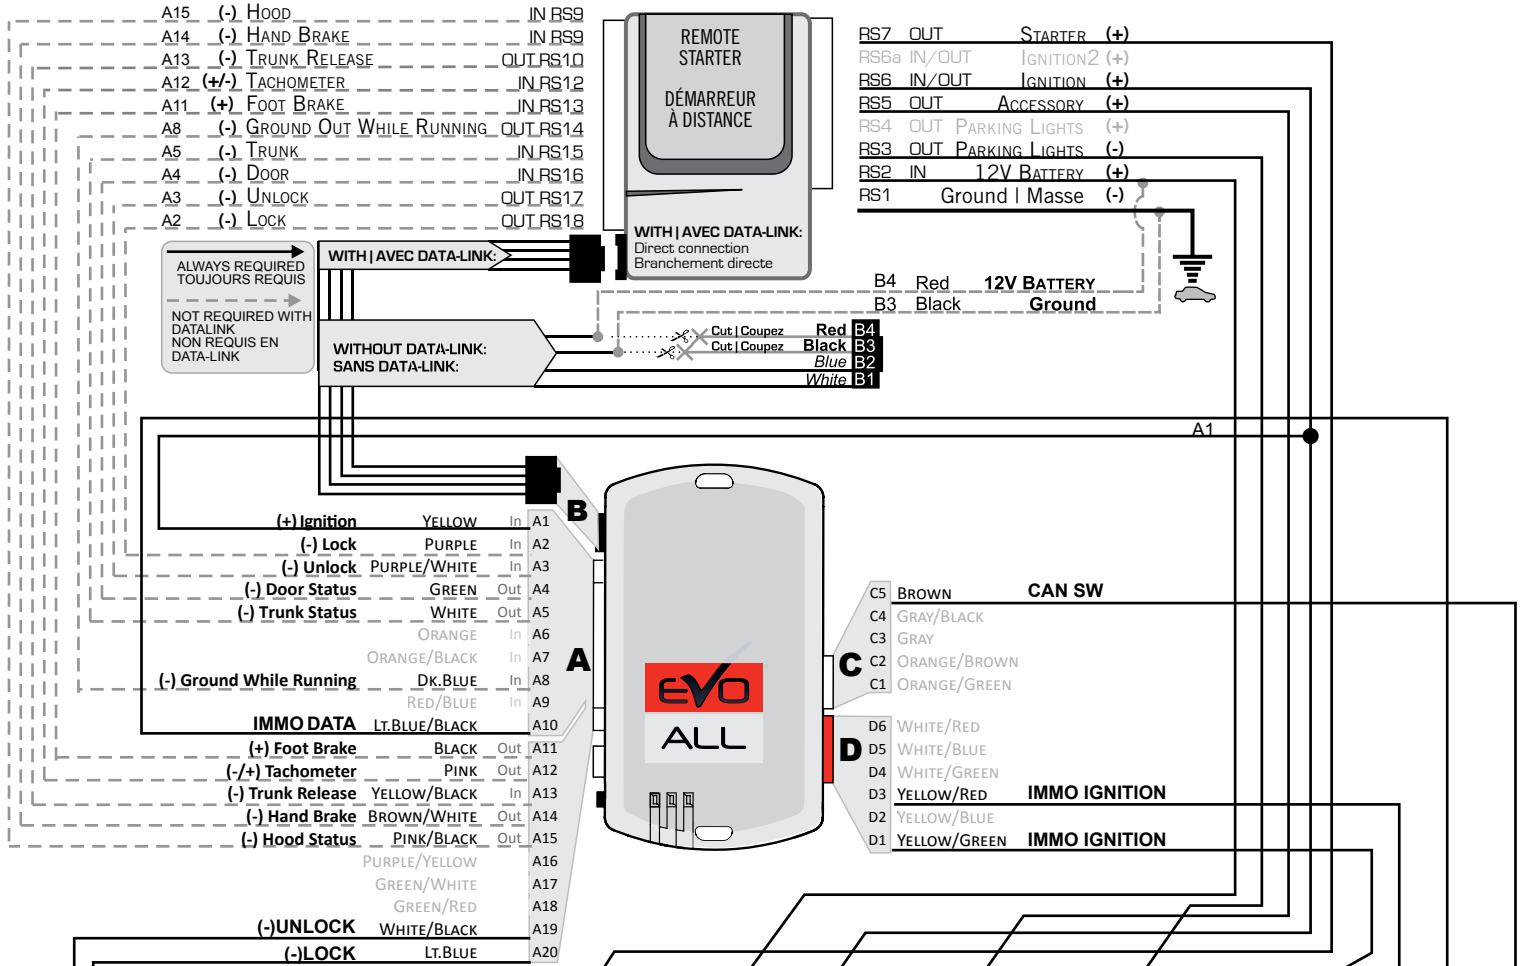 A15 (-) Hood IN RS9
A14 (-) Hand Brake IN RS9
A13 (-) Trunk Release OUT RS10
A12 (+/-) Tachometer IN RS12
A11 (+) Foot Brake IN RS13
A8 (-) Ground Out While Running OUT RS14
A5 (-) Trunk IN RS15
A4 (-) Door IN RS16
A3 (-) Unlock OUT RS17
A2 (-) Lock OUT RS18
REMOTE
STARTER
DÉMARREUR
À DISTANCE
WITH | AVEC DATA-LINK:
Direct connection
Branchement directe
RS7 OUT Starter (+)
RS6a IN/OUT Ignition2 (+)
RS6 IN/OUT Ignition (+)
RS5 OUT Accessory (+)
RS4 OUT Parking Lights (+)
RS3 OUT Parking Lights (-)
RS2 IN 12V Battery (+)
RS1 Ground | Masse (-)
ALWAYS REQUIRED
TOUJOURS REQUIS
NOT REQUIRED WITH
DATALINK
NON REQUIS EN
DATA-LINK
WITH | AVEC DATA-LINK:
WITHOUT DATA-LINK:
SANS DATA-LINK:
B4 Red 12V Battery
B3 Black Ground
Cut | Coupez Red B4
Cut | Coupez Black B3
Blue B2
White B1
A1
B
(+) Ignition Yellow In A1
(-) Lock Purple In A2
(-) Unlock Purple/White In A3
(-) Door Status Green Out A4
(-) Trunk Status White Out A5
Orange In A6
Orange/Black In A7
(-) Ground While Running Dk.Blue In A8
Red/Blue In A9
IMMO DATA Lt.Blue/Black A10
(+) Foot Brake Black Out A11
(-/+) Tachometer Pink Out A12
(-) Trunk Release Yellow/Black In A13
(-) Hand Brake Brown/White Out A14
(-) Hood Status Pink/Black Out A15
Purple/Yellow A16
Green/White A17
Green/Red A18
(-)UNLOCK White/Black A19
(-)LOCK Lt.Blue A20
A
EVO
ALL
C
C5 Brown CAN SW
C4 Gray/Black
C3 Gray
C2 Orange/Brown
C1 Orange/Green
D
D6 White/Red
D5 White/Blue
D4 White/Green
D3 Yellow/Red IMMO IGNITION
D2 Yellow/Blue
D1 Yellow/Green IMMO IGNITION